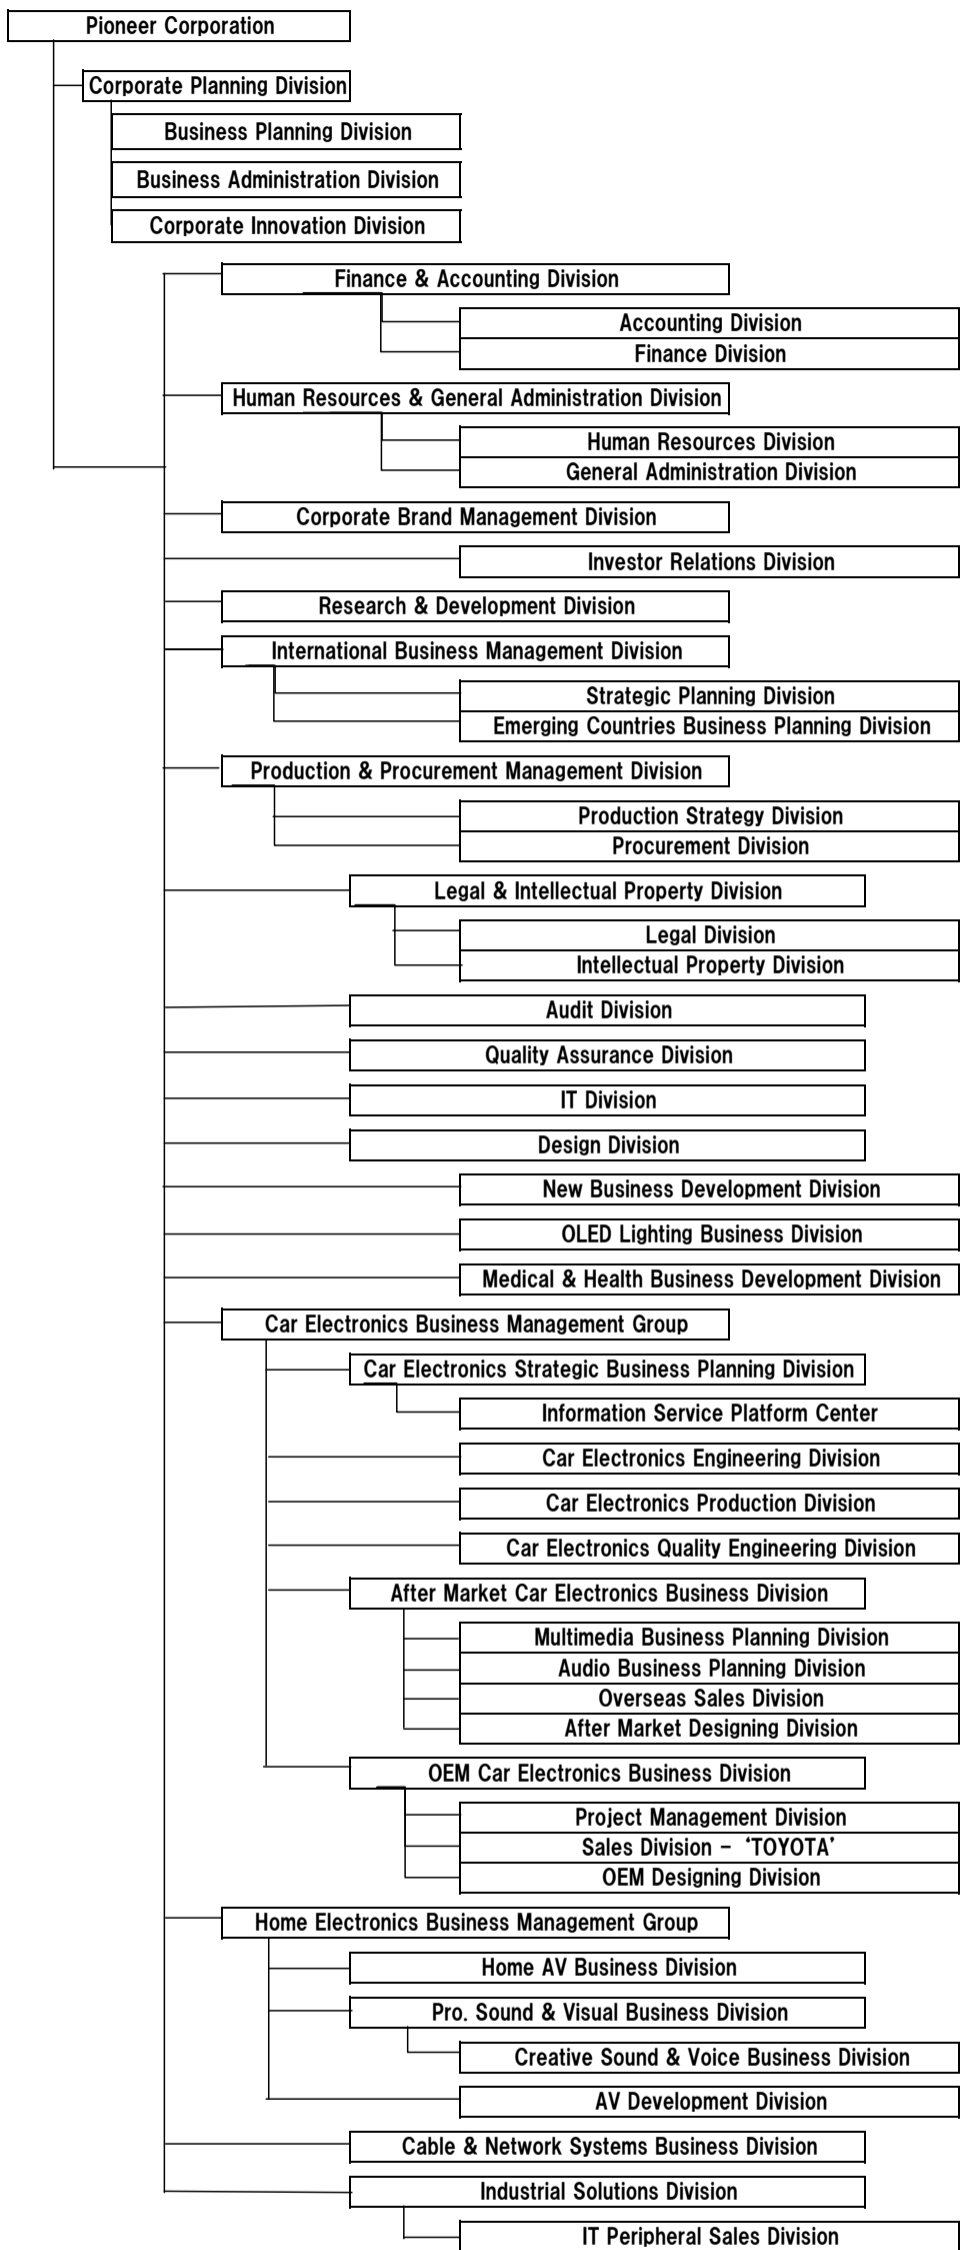 Pioneer Corporation
Corporate Planning Division
Business Planning Division
Business Administration Division
Corporate Innovation Division
Finance & Accounting Division
Accounting Division
Finance Division
Human Resources & General Administration Division
Human Resources Division
General Administration Division
Corporate Brand Management Division
Investor Relations Division
Research & Development Division
International Business Management Division
Strategic Planning Division
Emerging Countries Business Planning Division
Production & Procurement Management Division
Production Strategy Division
Procurement Division
Legal & Intellectual Property Division
Legal Division
Intellectual Property Division
Audit Division
Quality Assurance Division
IT Division
Design Division
New Business Development Division
OLED Lighting Business Division
Medical & Health Business Development Division
Car Electronics Business Management Group
Car Electronics Strategic Business Planning Division
Information Service Platform Center
Car Electronics Engineering Division
Car Electronics Production Division
Car Electronics Quality Engineering Division
After Market Car Electronics Business Division
Multimedia Business Planning Division
Audio Business Planning Division
Overseas Sales Division
After Market Designing Division
OEM Car Electronics Business Division
Project Management Division
Sales Division – ‘TOYOTA’
OEM Designing Division
Home Electronics Business Management Group
Home AV Business Division
Pro. Sound & Visual Business Division
Creative Sound & Voice Business Division
AV Development Division
Cable & Network Systems Business Division
Industrial Solutions Division
IT Peripheral Sales Division